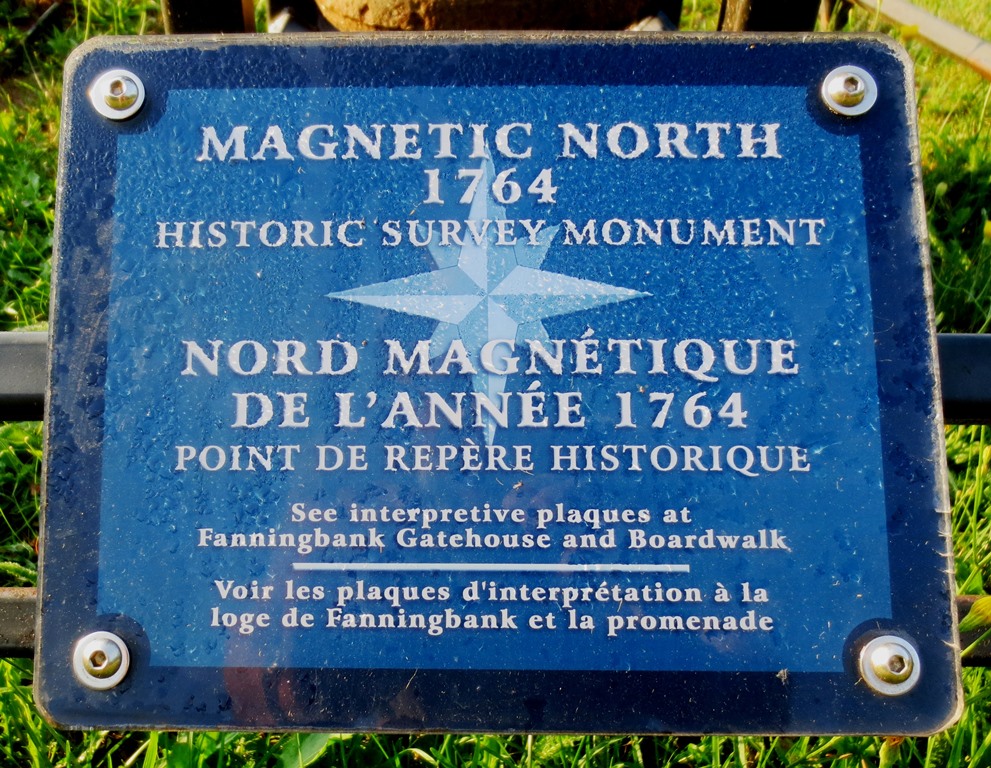 MAGNETIC NORTH
1764
HISTORIC SURVEY MONUMENT
NORD MAGNÉTIQUE
DE L'ANNÉE 1764
POINT DE REPÈRE HISTORIQUE
See interpretive plaques at
Fanningbank Gatehouse and Boardwalk
Voir les plaques d'interprétation à la
loge de Fanningbank et la promenade